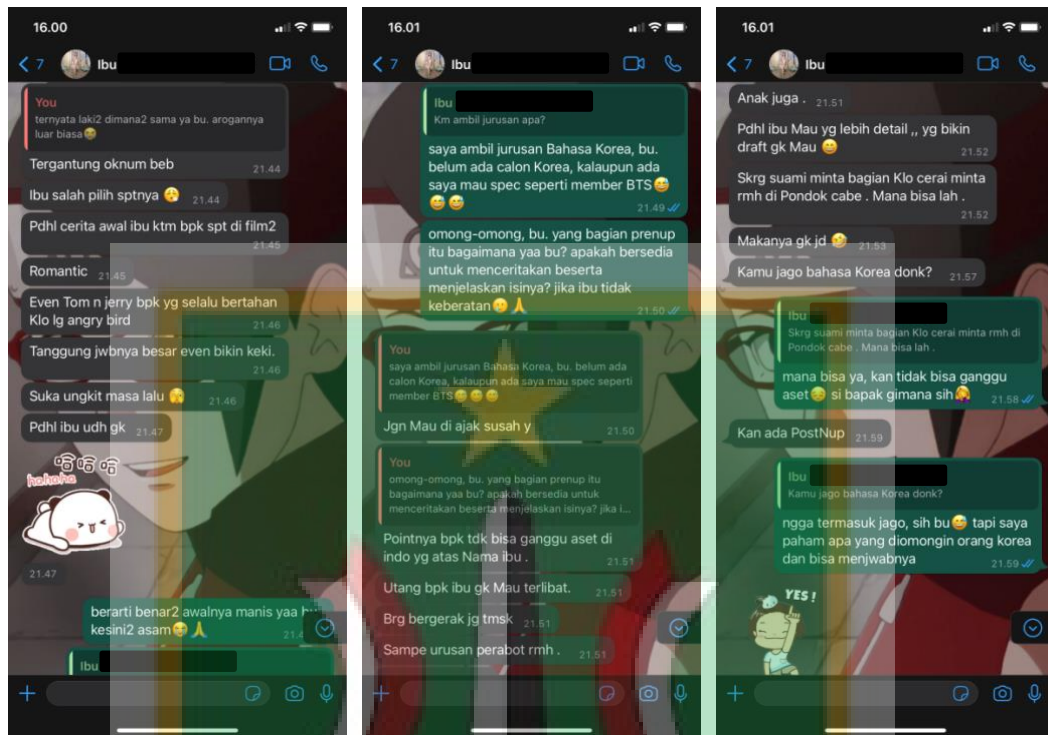 16.00
7
Ibu
You
ternyata laki2 dimana2 sama ya bu. arogannya
luar biasa😭
Tergantung oknum beb
21.44
Ibu salah pilih sptnya 😯
21.44
Pdhl cerita awal ibu ktm bpk spt di film2
21.45
Romantic
21.45
Even Tom n jerry bpk yg selalu bertahan
Klo lg angry bird
21.46
Tanggung jwbnya besar even bikin keki.
21.46
Suka ungkit masa lalu 🫣
21.46
Pdhl ibu udh gk
21.47
hahaha
21.47
berarti benar2 awalnya manis yaa bu
kesini2 asam😭🙏
Ibu
16.01
7
Ibu
Ibu
Km ambil jurusan apa?
saya ambil jurusan Bahasa Korea, bu.
belum ada calon Korea, kalaupun ada
saya mau spec seperti member BTS😅
😅😅
21.49
omong-omong, bu. yang bagian prenup
itu bagaimana yaa bu? apakah bersedia
untuk menceritakan beserta
menjelaskan isinya? jika ibu tidak
keberatan🥲🙏
21.50
You
saya ambil jurusan Bahasa Korea, bu. belum ada
calon Korea, kalaupun ada saya mau spec seperti
member BTS😅😅😅
Jgn Mau di ajak susah y
21.50
You
omong-omong, bu. yang bagian prenup itu
bagaimana yaa bu? apakah bersedia untuk
menceritakan beserta menjelaskan isinya? jika i...
Pointnya bpk tdk bisa ganggu aset di
indo yg atas Nama ibu .
21.51
Utang bpk ibu gk Mau terlibat.
21.51
Brg bergerak jg tmsk
21.51
Sampe urusan perabot rmh .
21.51
16.01
7
Ibu
Anak juga .
21.51
Pdhl ibu Mau yg lebih detail ,, yg bikin
draft gk Mau 😄
21.52
Skrg suami minta bagian Klo cerai minta
rmh di Pondok cabe . Mana bisa lah .
21.52
Makanya gk jd 🤣
21.53
Kamu jago bahasa Korea donk?
21.57
Ibu
Skrg suami minta bagian Klo cerai minta rmh di
Pondok cabe . Mana bisa lah .
mana bisa ya, kan tidak bisa ganggu
aset😥 si bapak gimana sih🤦‍♀️
21.58
Kan ada PostNup
21.59
Ibu
Kamu jago bahasa Korea donk?
ngga termasuk jago, sih bu😅 tapi saya
paham apa yang diomongin orang korea
dan bisa menjwabnya
21.59
YES!